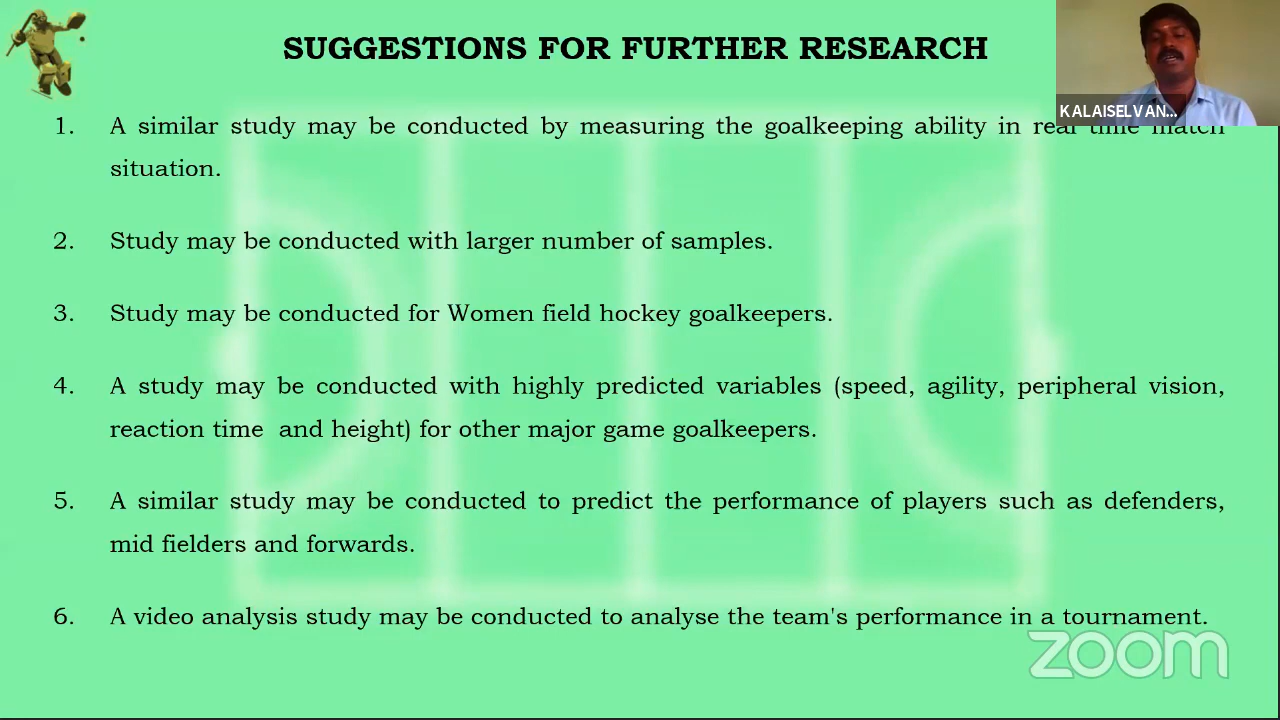 SUGGESTIONS FOR FURTHER RESEARCH
KALAISELVAN...
1. A similar study may be conducted by measuring the goalkeeping ability in real time match
situation.
2. Study may be conducted with larger number of samples.
3. Study may be conducted for Women field hockey goalkeepers.
4. A study may be conducted with highly predicted variables (speed, agility, peripheral vision,
reaction time and height) for other major game goalkeepers.
5. A similar study may be conducted to predict the performance of players such as defenders,
mid fielders and forwards.
6. A video analysis study may be conducted to analyse the team's performance in a tournament.
zoom